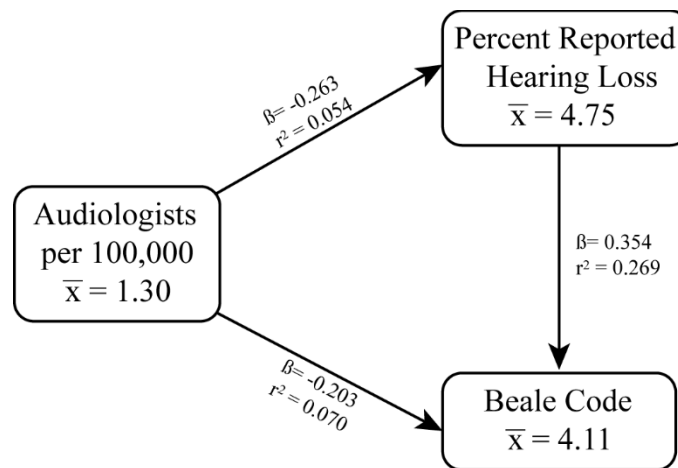 Percent Reported
Hearing Loss
x̅ = 4.75
ß= -0.263
r² = 0.054
Audiologists
per 100,000
x̅ = 1.30
ß= 0.354
r² = 0.269
ß= -0.203
r² = 0.070
Beale Code
x̅ = 4.11